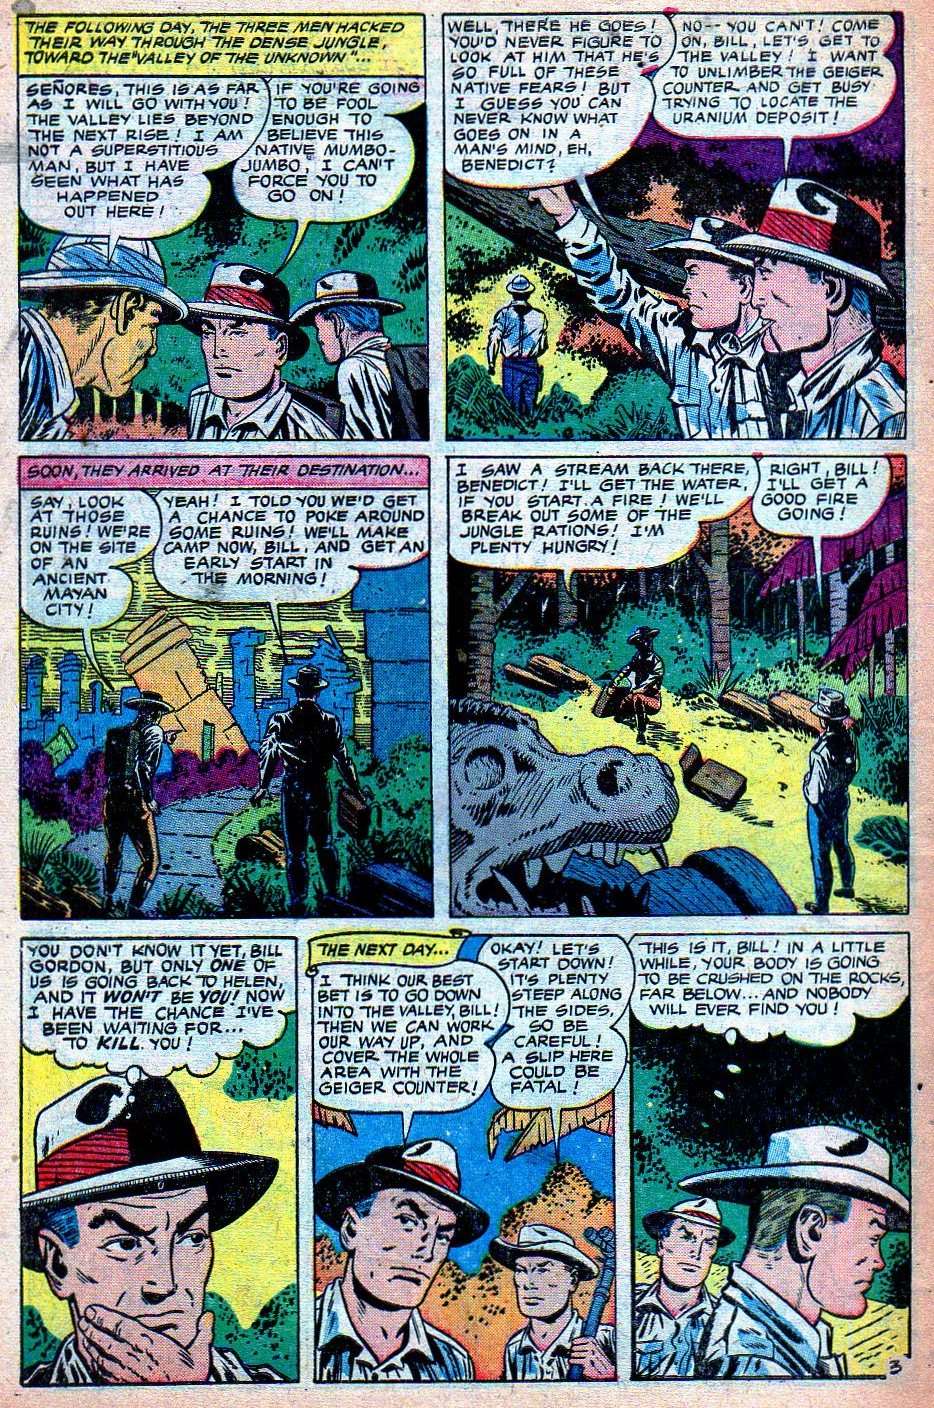 THE FOLLOWING DAY, THE THREE MEN HACKED
THEIR WAY THROUGH THE DENSE JUNGLE,
TOWARD THE "VALLEY OF THE UNKNOWN"...
SEÑORES, THIS IS AS FAR
AS I WILL GO WITH YOU!
THE VALLEY LIES BEYOND
THE NEXT RISE! I AM
NOT A SUPERSTITIOUS
MAN, BUT I HAVE
SEEN WHAT HAS
HAPPENED
OUT HERE!
IF YOU'RE GOING
TO BE FOOL
ENOUGH TO
BELIEVE THIS
NATIVE MUMBO-
JUMBO, I CAN'T
FORCE YOU TO
GO ON!
WELL, THERE HE GOES!
YOU'D NEVER FIGURE TO
LOOK AT HIM THAT HE'S
SO FULL OF THESE
NATIVE FEARS! BUT
I GUESS YOU CAN
NEVER KNOW WHAT
GOES ON IN A
MAN'S MIND, EH,
BENEDICT?
NO-- YOU CAN'T! COME
ON, BILL, LET'S GET TO
THE VALLEY! I WANT
TO UNLIMBER THE GEIGER
COUNTER AND GET BUSY
TRYING TO LOCATE THE
URANIUM DEPOSIT!
SOON, THEY ARRIVED AT THEIR DESTINATION...
SAY, LOOK
AT THOSE
RUINS! WE'RE
ON THE SITE
OF AN
ANCIENT
MAYAN
CITY!
YEAH! I TOLD YOU WE'D GET
A CHANCE TO POKE AROUND
SOME RUINS! WE'LL MAKE
CAMP NOW, BILL, AND GET AN
EARLY START IN
THE MORNING!
I SAW A STREAM BACK THERE,
BENEDICT! I'LL GET THE WATER,
IF YOU START A FIRE! WE'LL
BREAK OUT SOME OF THE
JUNGLE RATIONS! I'M
PLENTY HUNGRY!
RIGHT, BILL!
I'LL GET A
GOOD FIRE
GOING!
YOU DON'T KNOW IT YET, BILL
GORDON, BUT ONLY ONE OF
US IS GOING BACK TO HELEN,
AND IT WON'T BE YOU! NOW
I HAVE THE CHANCE I'VE
BEEN WAITING FOR...
TO KILL YOU!
THE NEXT DAY...
I THINK OUR BEST
BET IS TO GO DOWN
INTO THE VALLEY, BILL!
THEN WE CAN WORK
OUR WAY UP, AND
COVER THE WHOLE
AREA WITH THE
GEIGER COUNTER!
OKAY! LET'S
START DOWN!
IT'S PLENTY
STEEP ALONG
THE SIDES,
SO BE
CAREFUL!
A SLIP HERE
COULD BE
FATAL!
THIS IS IT, BILL! IN A LITTLE
WHILE, YOUR BODY IS GOING
TO BE CRUSHED ON THE ROCKS,
FAR BELOW... AND NOBODY
WILL EVER FIND YOU!
3